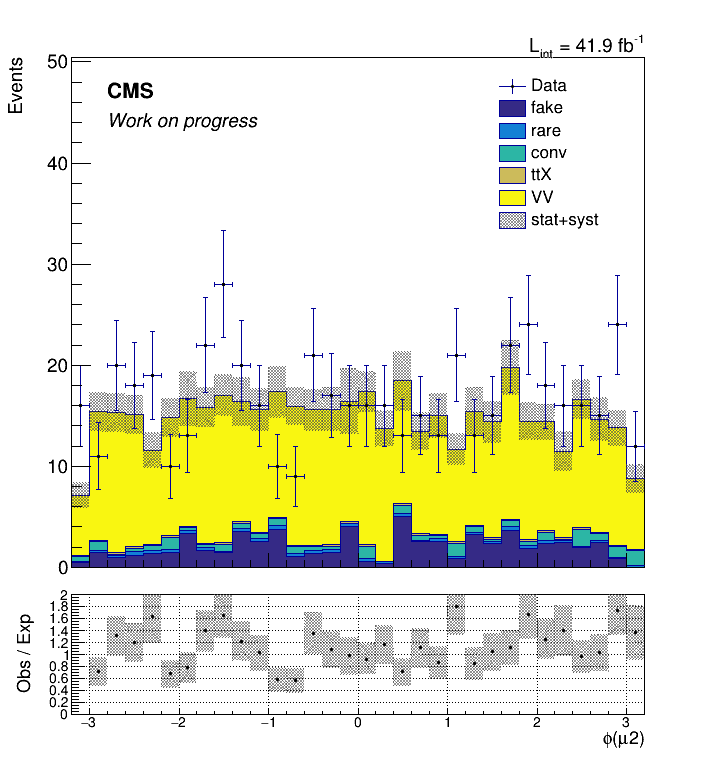 L_int = 41.9 fb^-1
Events
CMS
Work on progress
Data
fake
rare
conv
ttX
VV
stat+syst
50
40
30
20
10
0
Obs / Exp
2
1.8
1.6
1.4
1.2
1.0
0.8
0.6
0.4
0.2
0
−3 −2 −1 0 1 2 3
ϕ(μ2)